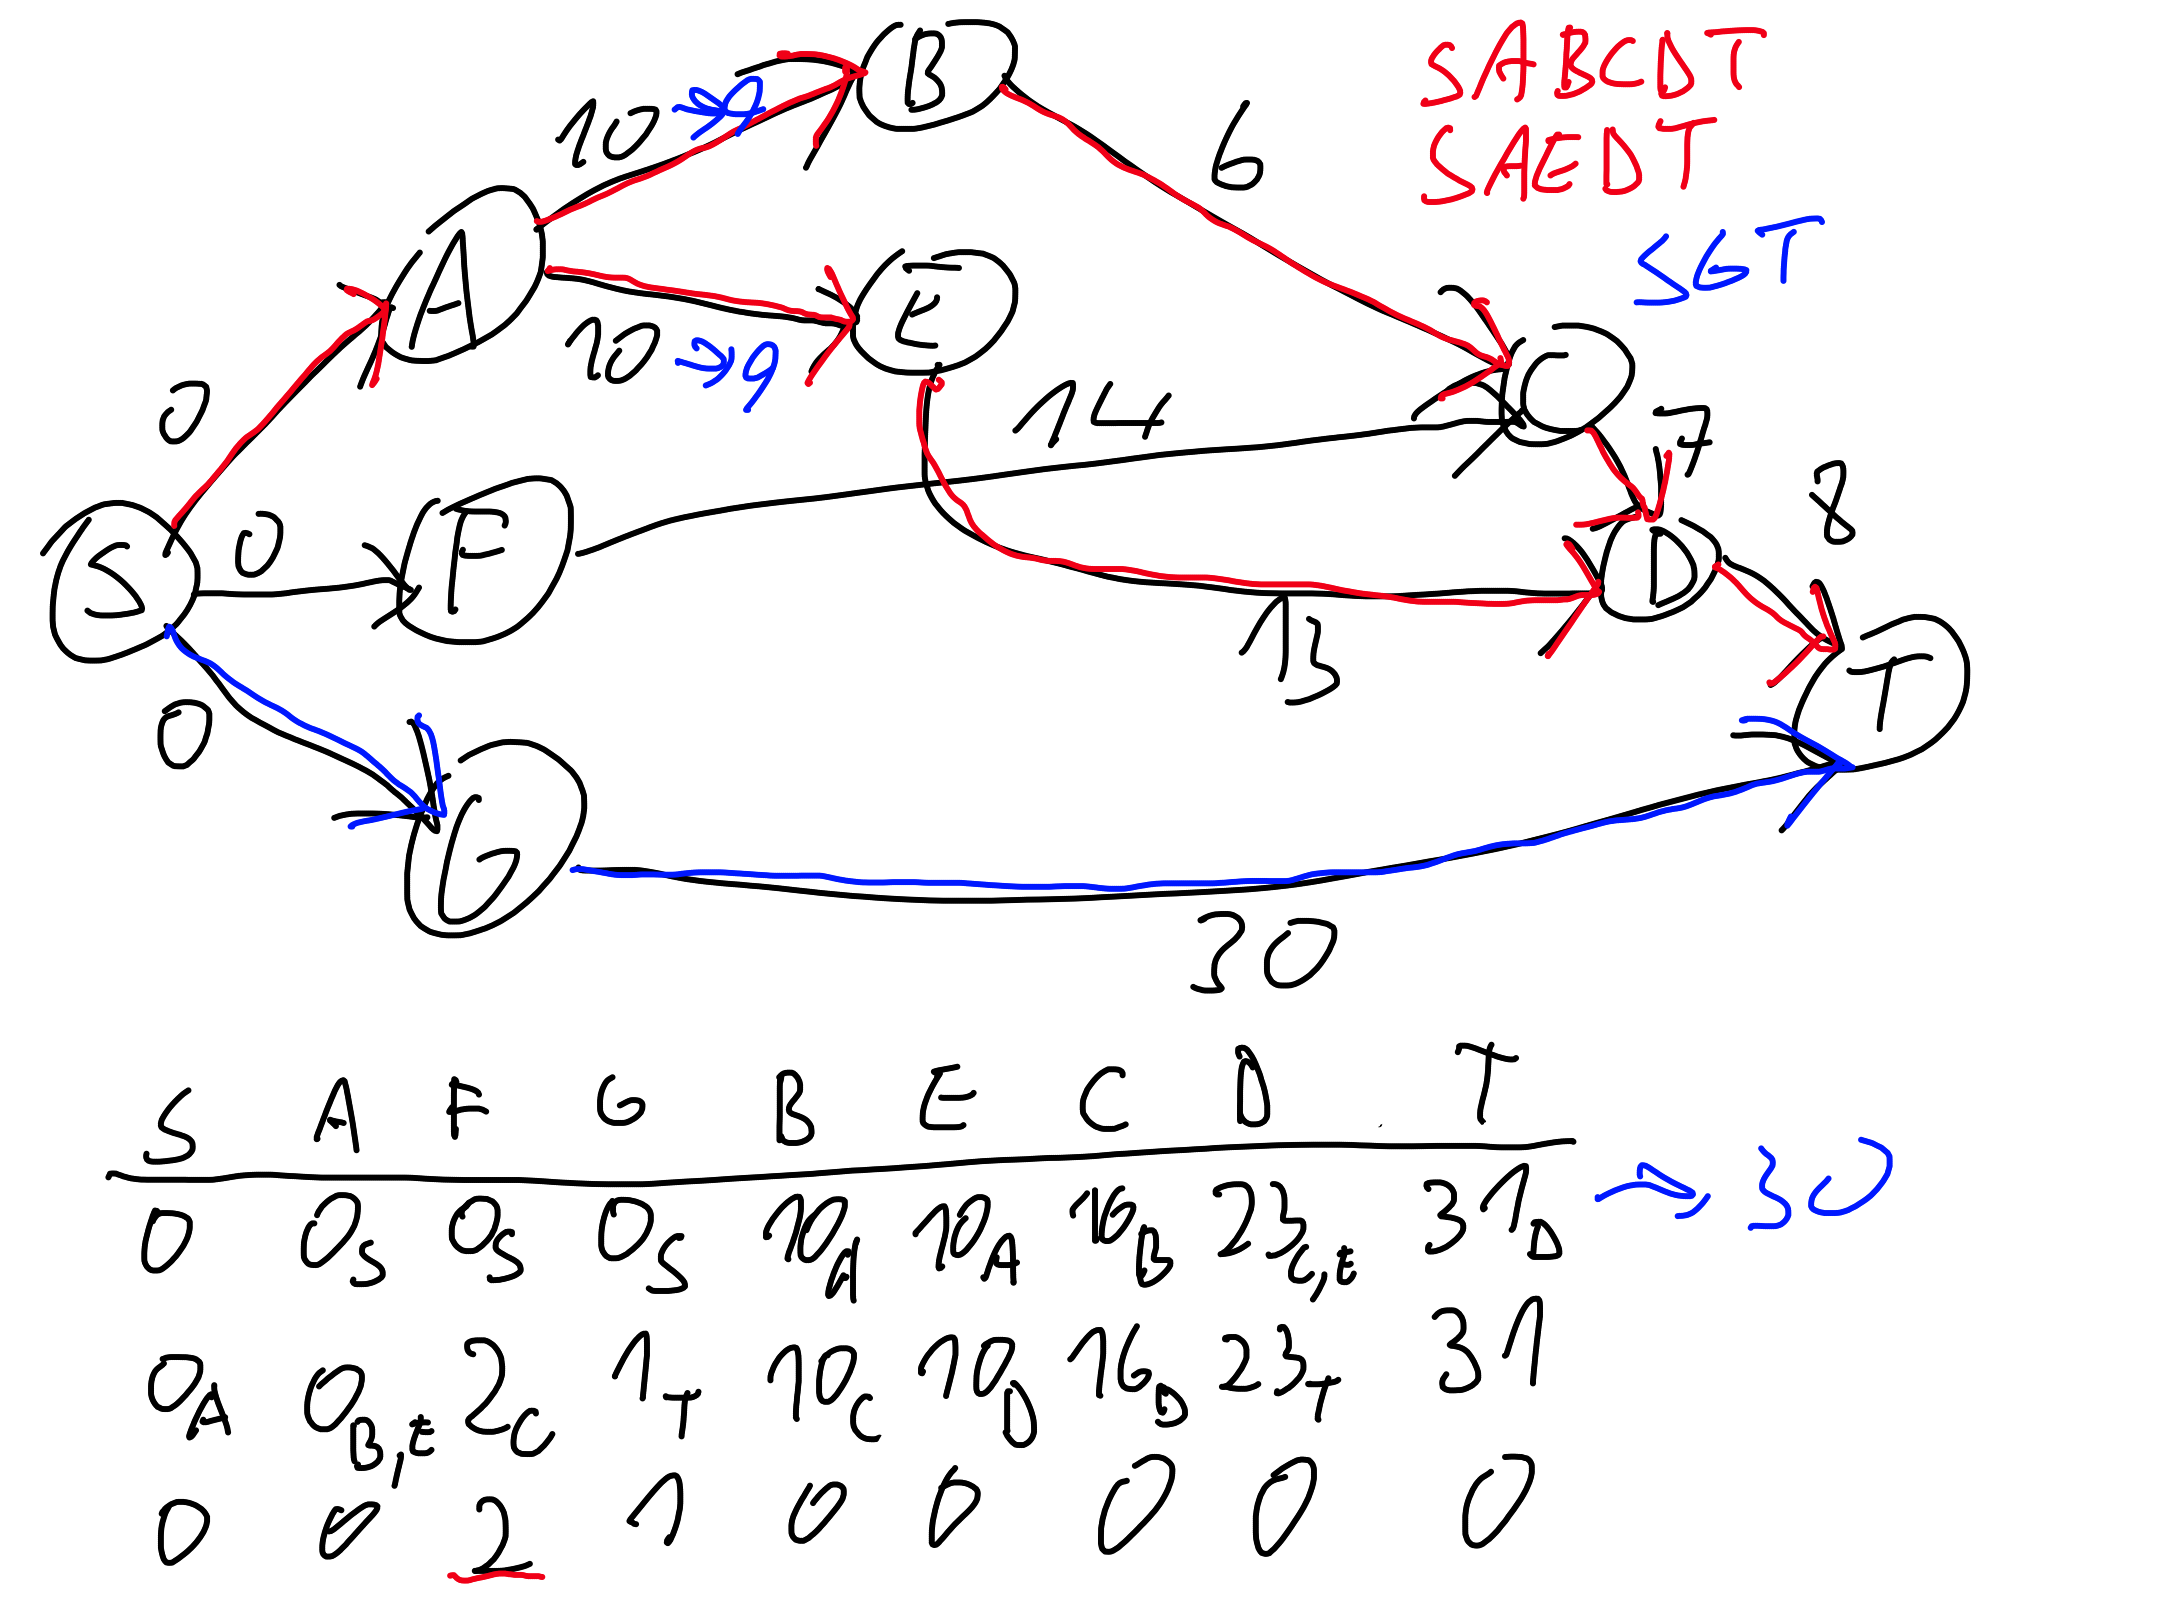 SABCDT
SAEDT
SGT
B
10 → 9
6
A
E
10 → 9
C
0
14
7
8
S
0
F
D
13
T
0
G
30
S A F G B E C D T
0 0S 0S 0S 10A 10A 16B 23C,E 31D → 30
0A 0B,E 2C 1T 10C 10D 16D 23T 31
0 0 2 1 0 0 0 0 0